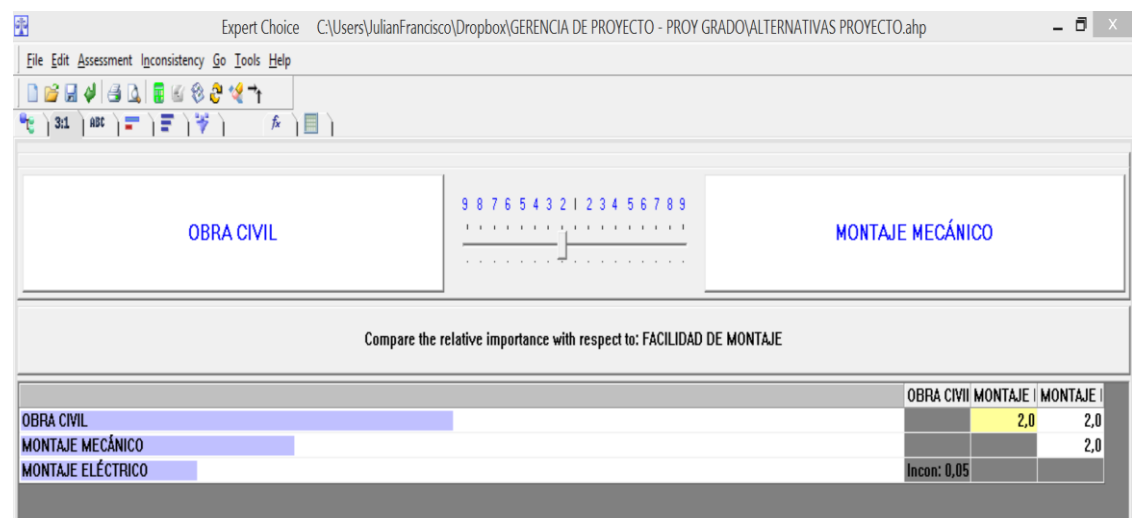 Expert Choice C:\Users\JulianFrancisco\Dropbox\GERENCIA DE PROYECTO - PROY GRADO\ALTERNATIVAS PROYECTO.ahp
File Edit Assessment Inconsistency Go Tools Help
3:1 ABC fx
9 8 7 6 5 4 3 2 1 2 3 4 5 6 7 8 9
OBRA CIVIL MONTAJE MECÁNICO
Compare the relative importance with respect to: FACILIDAD DE MONTAJE
OBRA CIVIL MONTAJE MONTAJE
OBRA CIVIL 2,0 2,0
MONTAJE MECÁNICO 2,0
MONTAJE ELÉCTRICO Incon: 0,05